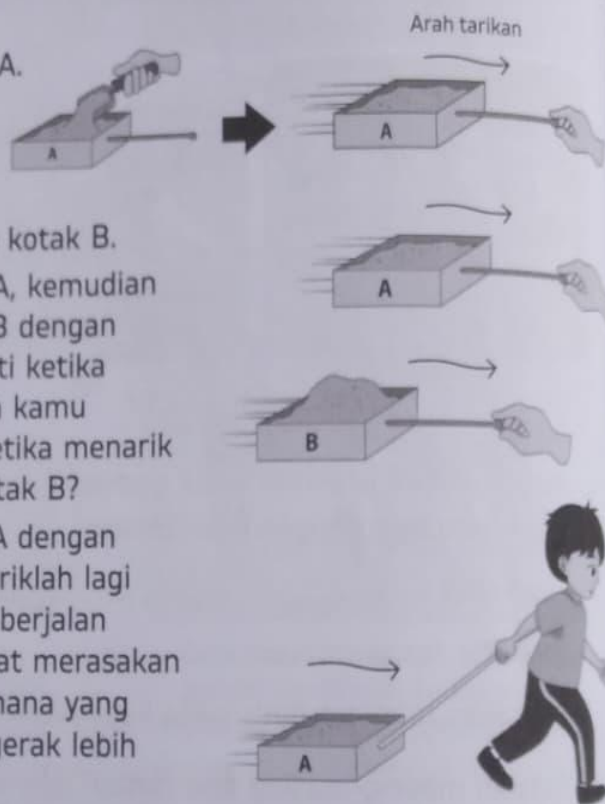 Arah tarikan
A.
A
A
kotak B.
A, kemudian
B dengan
ti ketika
kamu
etika menarik
tak B?
A
B
A dengan
riklah lagi
berjalan
at merasakan
nana yang
gerak lebih
A